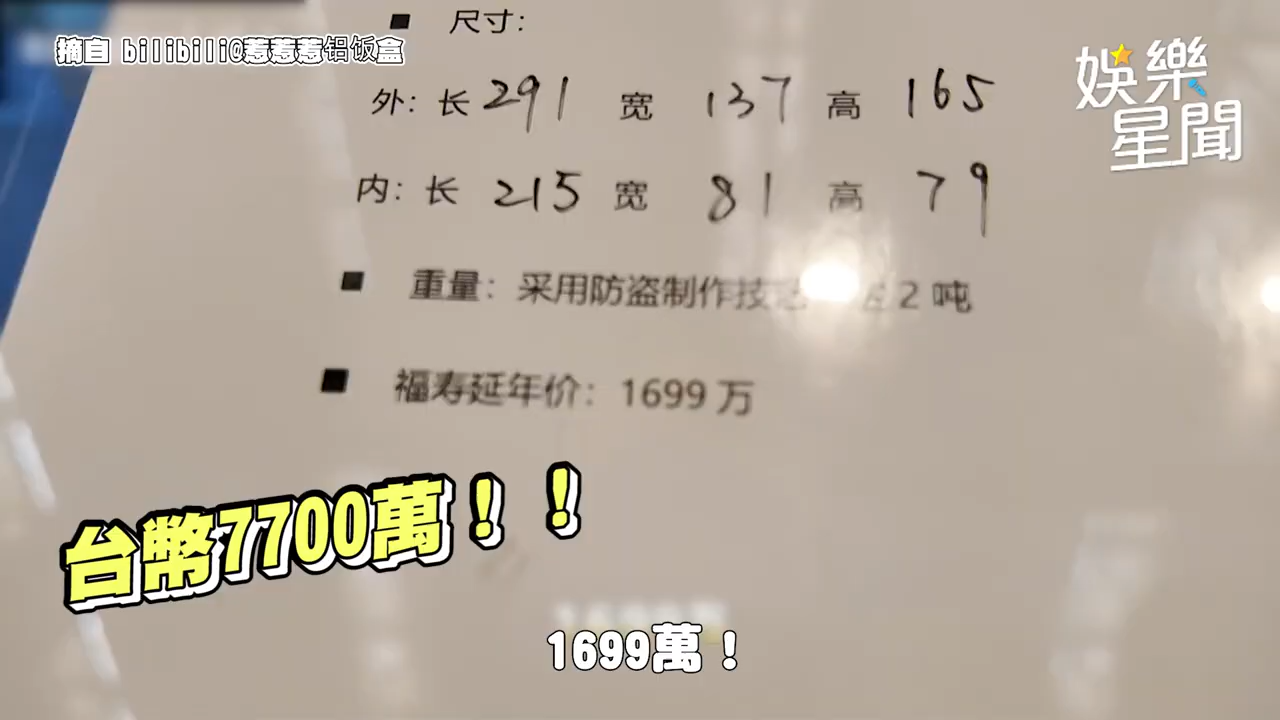 尺寸：
摘自 bilibili@惹惹惹铝饭盒
娛樂星聞
外：长 291 宽 137 高 165
内：长 215 宽 81 高 79
重量：采用防盗制作技 2 吨
福寿延年价：1699 万
台幣7700萬！！
1699萬！